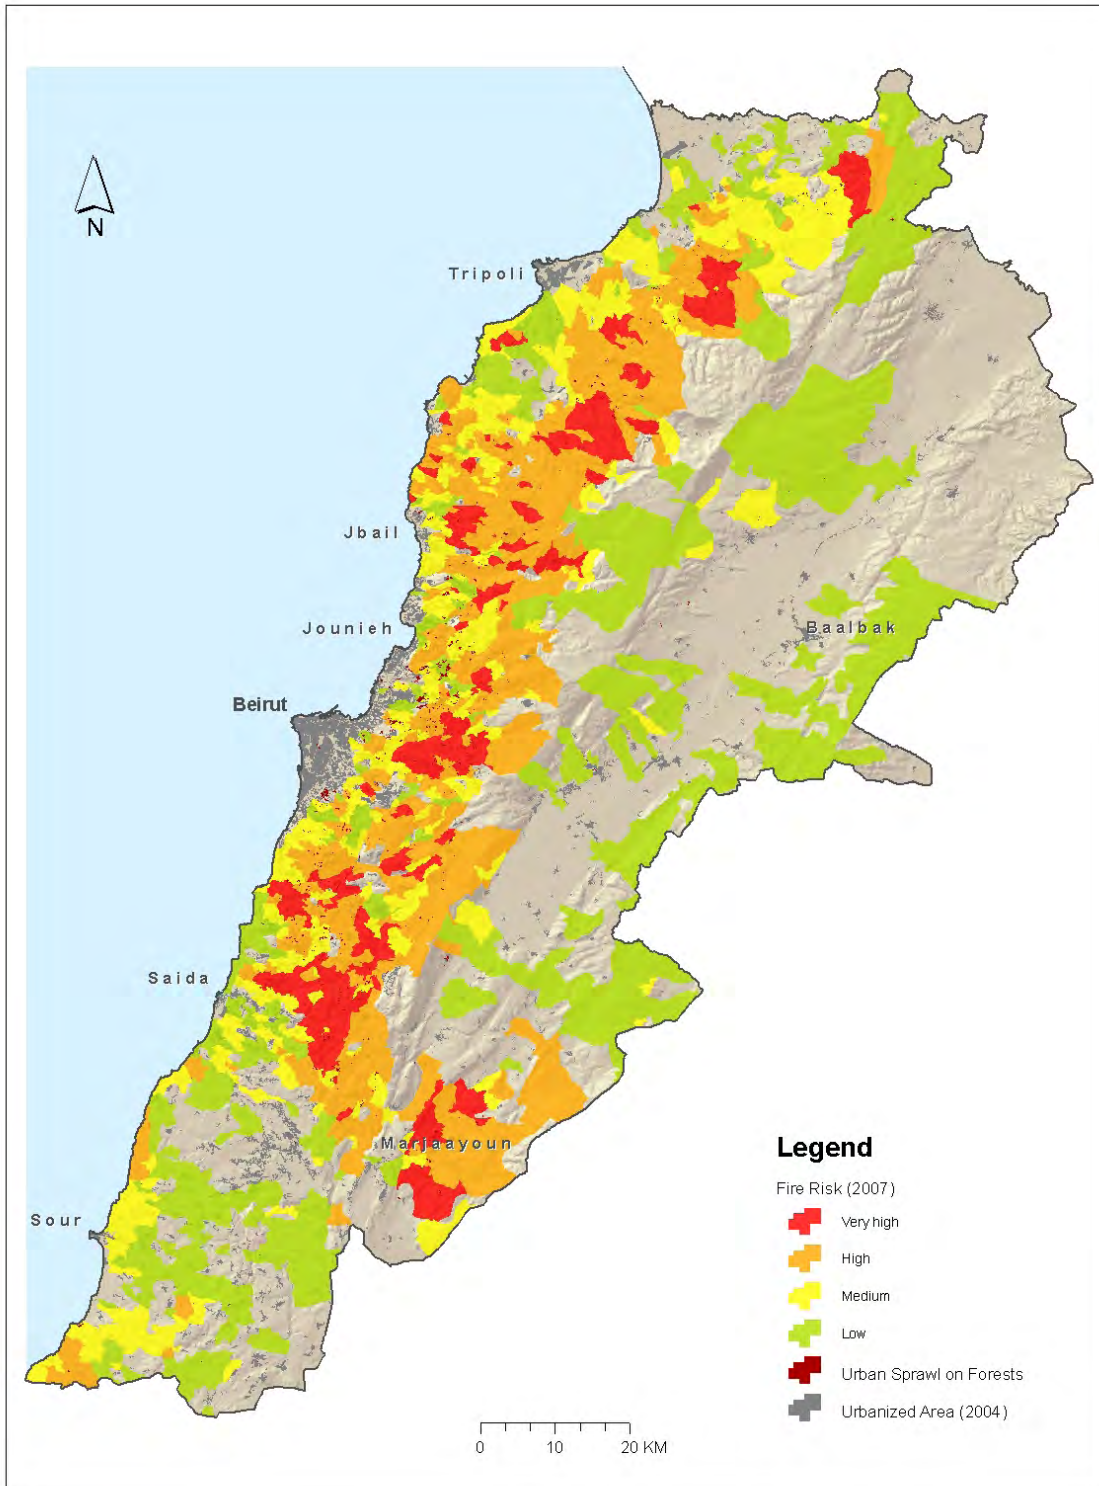 N
Tripoli
Jbail
Jounieh
Baalbak
Beirut
Saida
Marjaayoun
Sour
Legend
Fire Risk (2007)
Very high
High
Medium
Low
Urban Sprawl on Forests
Urbanized Area (2004)
0 10 20 KM